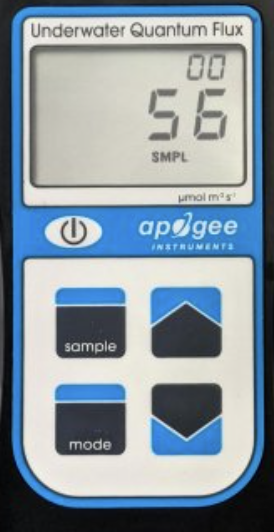 Underwater Quantum Flux
00
56
SMPL
µmol m⁻² s⁻¹
apogee
INSTRUMENTS
sample
mode